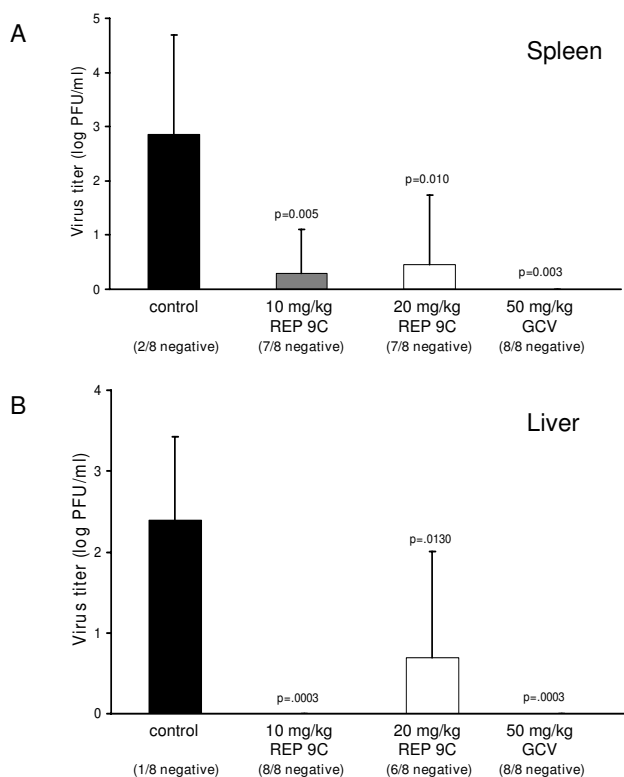 A
Spleen
Virus titer (log PFU/ml)
5
4
3
2
1
0
p=0.005
p=0.010
p=0.003
control 10 mg/kg 20 mg/kg 50 mg/kg
REP 9C REP 9C GCV
(2/8 negative) (7/8 negative) (7/8 negative) (8/8 negative)
B
Liver
Virus titer (log PFU/ml)
4
3
2
1
0
p=.0003
p=.0130
p=.0003
control 10 mg/kg 20 mg/kg 50 mg/kg
REP 9C REP 9C GCV
(1/8 negative) (8/8 negative) (6/8 negative) (8/8 negative)